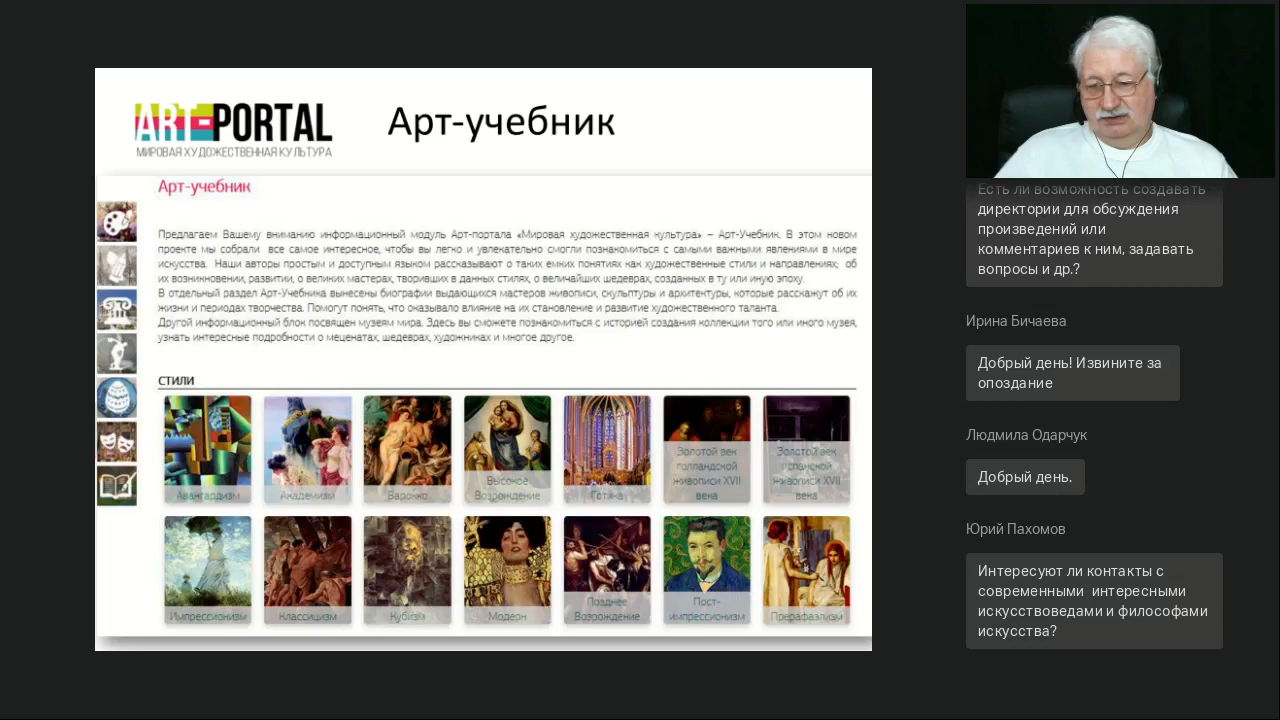 ART-PORTAL
МИРОВАЯ ХУДОЖЕСТВЕННАЯ КУЛЬТУРА
Арт-учебник
Арт-учебник
Предлагаем Вашему вниманию информационный модуль Арт-портала «Мировая художественная культура» – Арт-Учебник. В этом новом
проекте мы собрали все самое интересное, чтобы вы легко и увлекательно смогли познакомиться с самыми важными явлениями в мире
искусства. Наши авторы простым и доступным языком рассказывают о таких емких понятиях как художественные стили и направлениях; об
их возникновении, развитии, о великих мастерах, творивших в данных стилях, о величайших шедеврах, созданных в ту или иную эпоху.
В отдельный раздел Арт-Учебника вынесены биографии выдающихся мастеров живописи, скульптуры и архитектуры, которые расскажут об их
жизни и периодах творчества. Помогут понять, что оказывало влияние на их становление и развитие художественного таланта.
Другой информационный блок посвящен музеям мира. Здесь вы сможете познакомиться с историей создания коллекции того или иного музея,
узнать интересные подробности о меценатах, шедеврах, художниках и многое другое.
СТИЛИ
Авангардизм
Академизм
Барокко
Высокое
Возрождение
Готика
Золотой век
голландской
живописи XVII
века
Золотой век
испанской
живописи XVII
века
Импрессионизм
Классицизм
Кубизм
Модерн
Позднее
Возрождение
Пост-
импрессионизм
Прерафаэлизм
Есть ли возможность создавать
директории для обсуждения
произведений или
комментариев к ним, задавать
вопросы и др.?
Ирина Бичаева
Добрый день! Извините за
опоздание
Людмила Одарчук
Добрый день.
Юрий Пахомов
Интересуют ли контакты с
современными интересными
искусствоведами и философами
искусства?